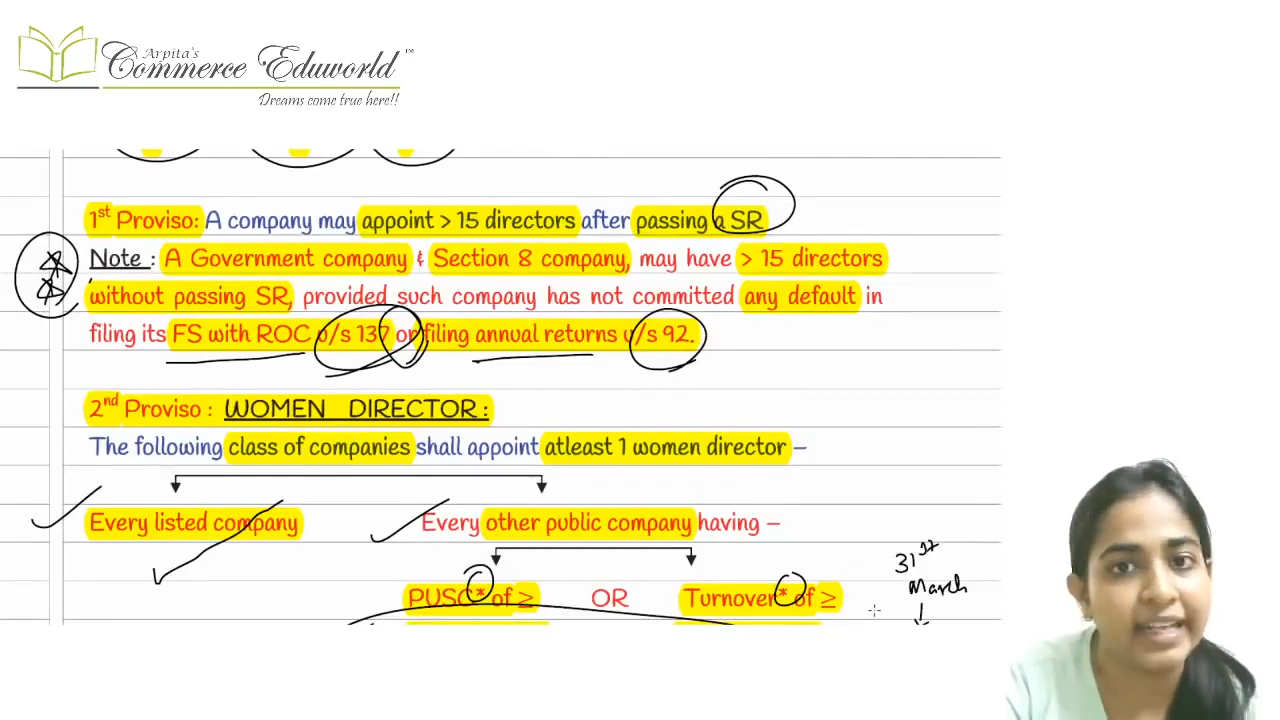 Arpita's
Commerce Eduworld™
Dreams come true here!!
1st Proviso: A company may appoint > 15 directors after passing a SR
Note : A Government company & Section 8 company, may have > 15 directors
without passing SR, provided such company has not committed any default in
filing its FS with ROC u/s 137 or filing annual returns u/s 92.
2nd Proviso : WOMEN DIRECTOR:
The following class of companies shall appoint atleast 1 women director –
Every listed company Every other public company having –
31st
March
PUSC* of ≥ OR Turnover* of ≥